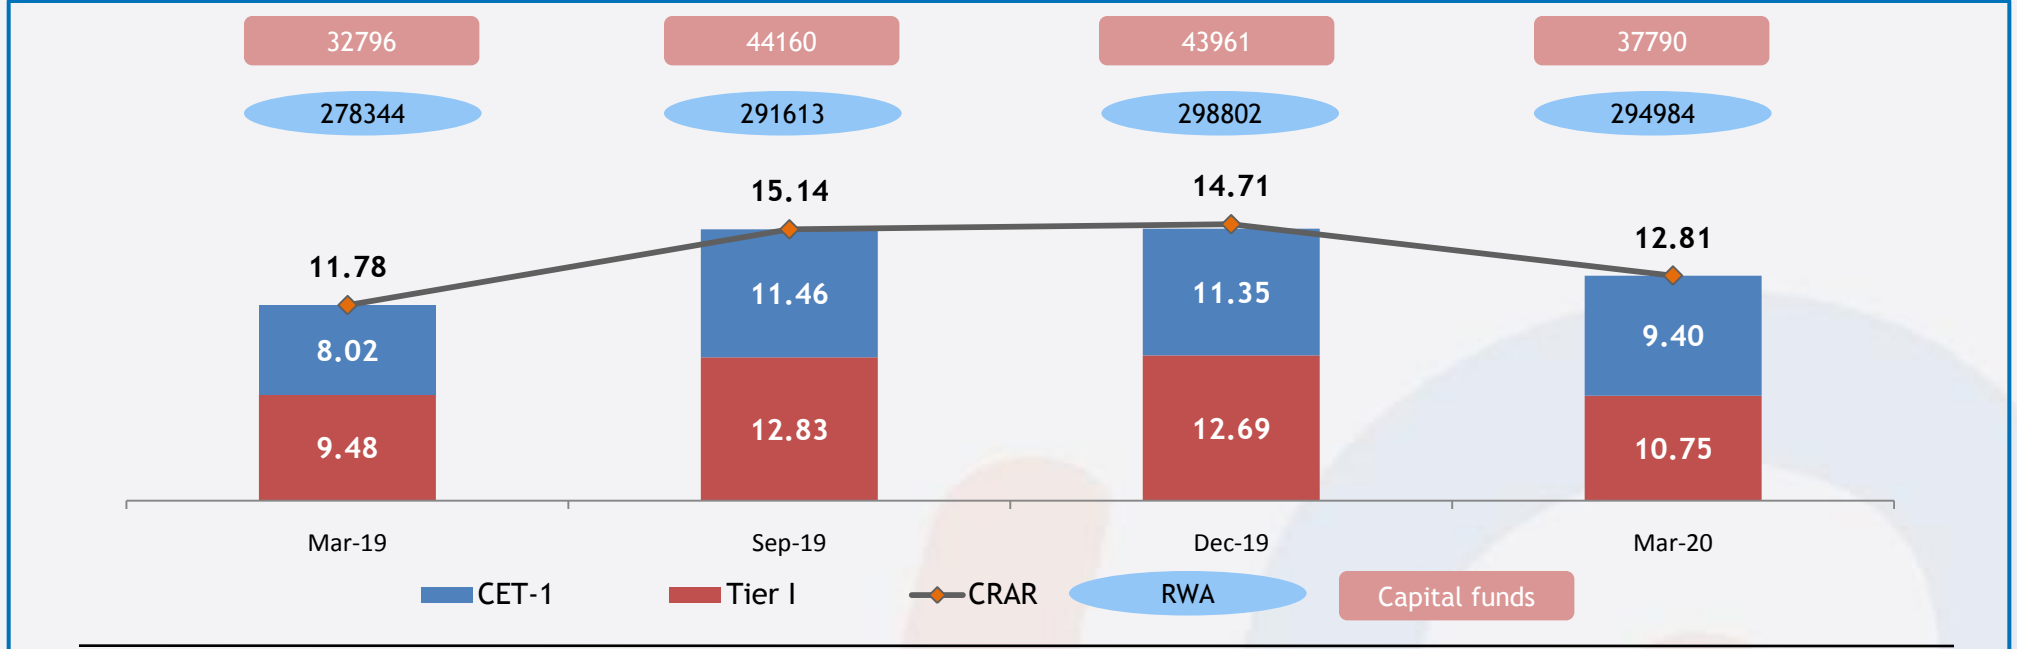 32796 44160 43961 37790
278344 291613 298802 294984
15.14 14.71
11.78 12.81
8.02 11.46 11.35 9.40
9.48 12.83 12.69 10.75
Mar-19 Sep-19 Dec-19 Mar-20
CET-1 Tier I CRAR RWA Capital funds